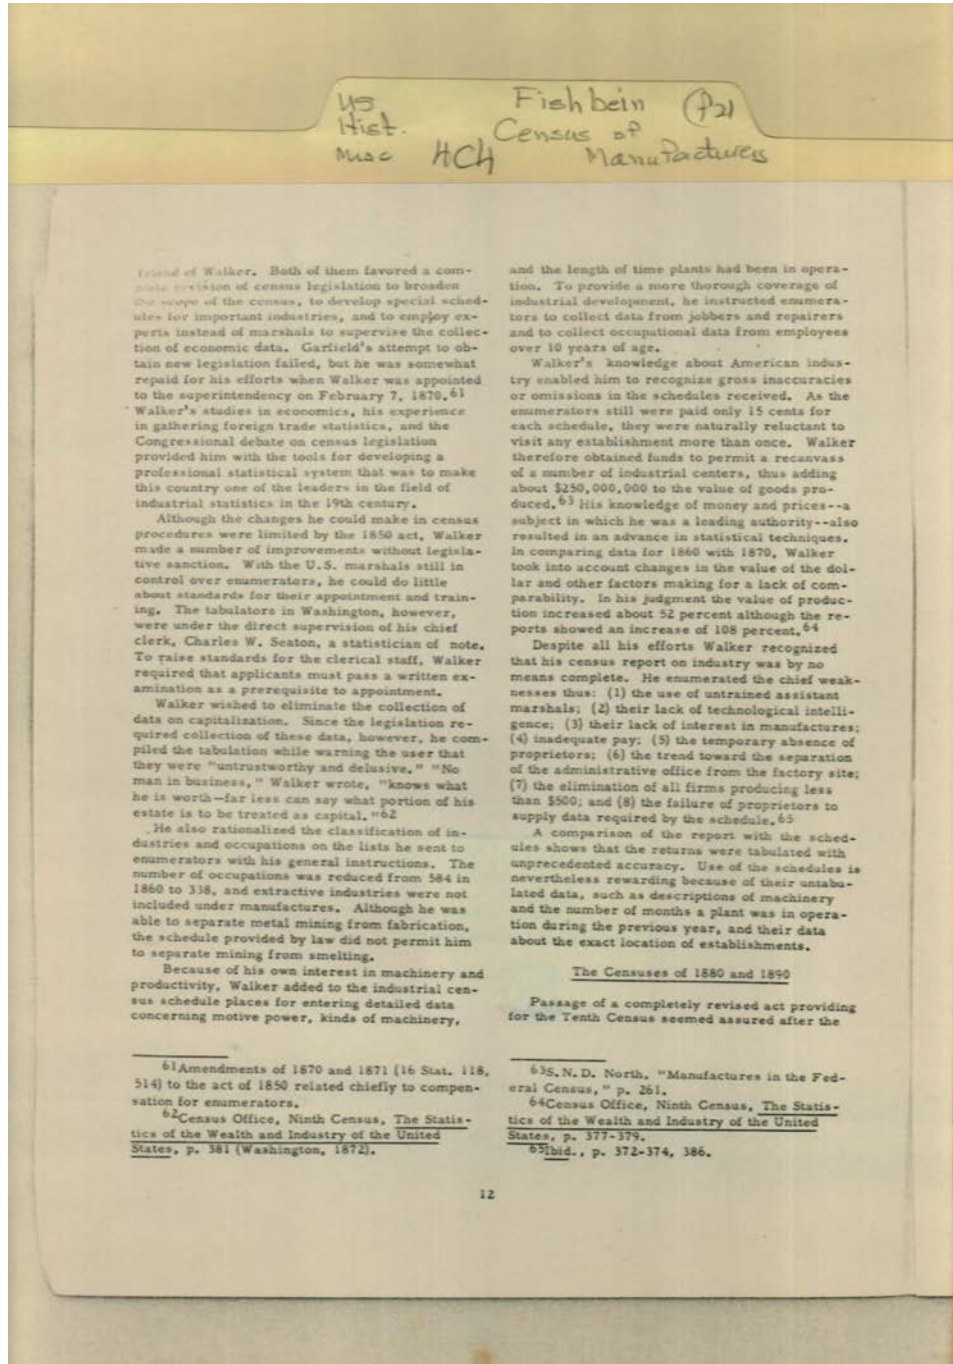 US Fishbein P21
Hist. Census of
Misc HCH Manufacturers
friend of Walker. Both of them favored a com-
plete revision of census legislation to broaden
the scope of the census, to develop special sched-
ules for important industries, and to employ ex-
perts instead of marshals to supervise the collec-
tion of economic data. Garfield's attempt to ob-
tain new legislation failed, but he was somewhat
repaid for his efforts when Walker was appointed
to the superintendency on February 7, 1870.61
Walker's studies in economics, his experience
in gathering foreign trade statistics, and the
Congressional debate on census legislation
provided him with the tools for developing a
professional statistical system that was to make
this country one of the leaders in the field of
industrial statistics in the 19th century.
Although the changes he could make in census
procedures were limited by the 1850 act, Walker
made a number of improvements without legisla-
tive sanction. With the U.S. marshals still in
control over enumerators, he could do little
about standards for their appointment and train-
ing. The tabulators in Washington, however,
were under the direct supervision of his chief
clerk, Charles W. Seaton, a statistician of note.
To raise standards for the clerical staff, Walker
required that applicants must pass a written ex-
amination as a prerequisite to appointment.
Walker wished to eliminate the collection of
data on capitalization. Since the legislation re-
quired collection of these data, however, he com-
piled the tabulation while warning the user that
they were "untrustworthy and delusive." "No
man in business," Walker wrote, "knows what
he is worth—far less can say what portion of his
estate is to be treated as capital."62
He also rationalized the classification of in-
dustries and occupations on the lists he sent to
enumerators with his general instructions. The
number of occupations was reduced from 584 in
1860 to 338, and extractive industries were not
included under manufactures. Although he was
able to separate metal mining from fabrication,
the schedule provided by law did not permit him
to separate mining from smelting.
Because of his own interest in machinery and
productivity, Walker added to the industrial cen-
sus schedule places for entering detailed data
concerning motive power, kinds of machinery,
61Amendments of 1870 and 1871 (16 Stat. 118,
514) to the act of 1850 related chiefly to compen-
sation for enumerators.
62Census Office, Ninth Census, The Statis-
tics of the Wealth and Industry of the United
States, p. 381 (Washington, 1872).
and the length of time plants had been in opera-
tion. To provide a more thorough coverage of
industrial development, he instructed enumera-
tors to collect data from jobbers and repairers
and to collect occupational data from employees
over 10 years of age.
Walker's knowledge about American indus-
try enabled him to recognize gross inaccuracies
or omissions in the schedules received. As the
enumerators still were paid only 15 cents for
each schedule, they were naturally reluctant to
visit any establishment more than once. Walker
therefore obtained funds to permit a recanvass
of a number of industrial centers, thus adding
about $250,000,000 to the value of goods pro-
duced.63 His knowledge of money and prices--a
subject in which he was a leading authority--also
resulted in an advance in statistical techniques.
In comparing data for 1860 with 1870, Walker
took into account changes in the value of the dol-
lar and other factors making for a lack of com-
parability. In his judgment the value of produc-
tion increased about 52 percent although the re-
ports showed an increase of 108 percent.64
Despite all his efforts Walker recognized
that his census report on industry was by no
means complete. He enumerated the chief weak-
nesses thus: (1) the use of untrained assistant
marshals; (2) their lack of technological intelli-
gence; (3) their lack of interest in manufactures;
(4) inadequate pay; (5) the temporary absence of
proprietors; (6) the trend toward the separation
of the administrative office from the factory site;
(7) the elimination of all firms producing less
than $500; and (8) the failure of proprietors to
supply data required by the schedule.65
A comparison of the report with the sched-
ules shows that the returns were tabulated with
unprecedented accuracy. Use of the schedules is
nevertheless rewarding because of their untabu-
lated data, such as descriptions of machinery
and the number of months a plant was in opera-
tion during the previous year, and their data
about the exact location of establishments.
The Censuses of 1880 and 1890
Passage of a completely revised act providing
for the Tenth Census seemed assured after the
63S.N.D. North, "Manufactures in the Fed-
eral Census," p. 261.
64Census Office, Ninth Census, The Statis-
tics of the Wealth and Industry of the United
States, p. 377-379.
65Ibid., p. 372-374, 386.
12